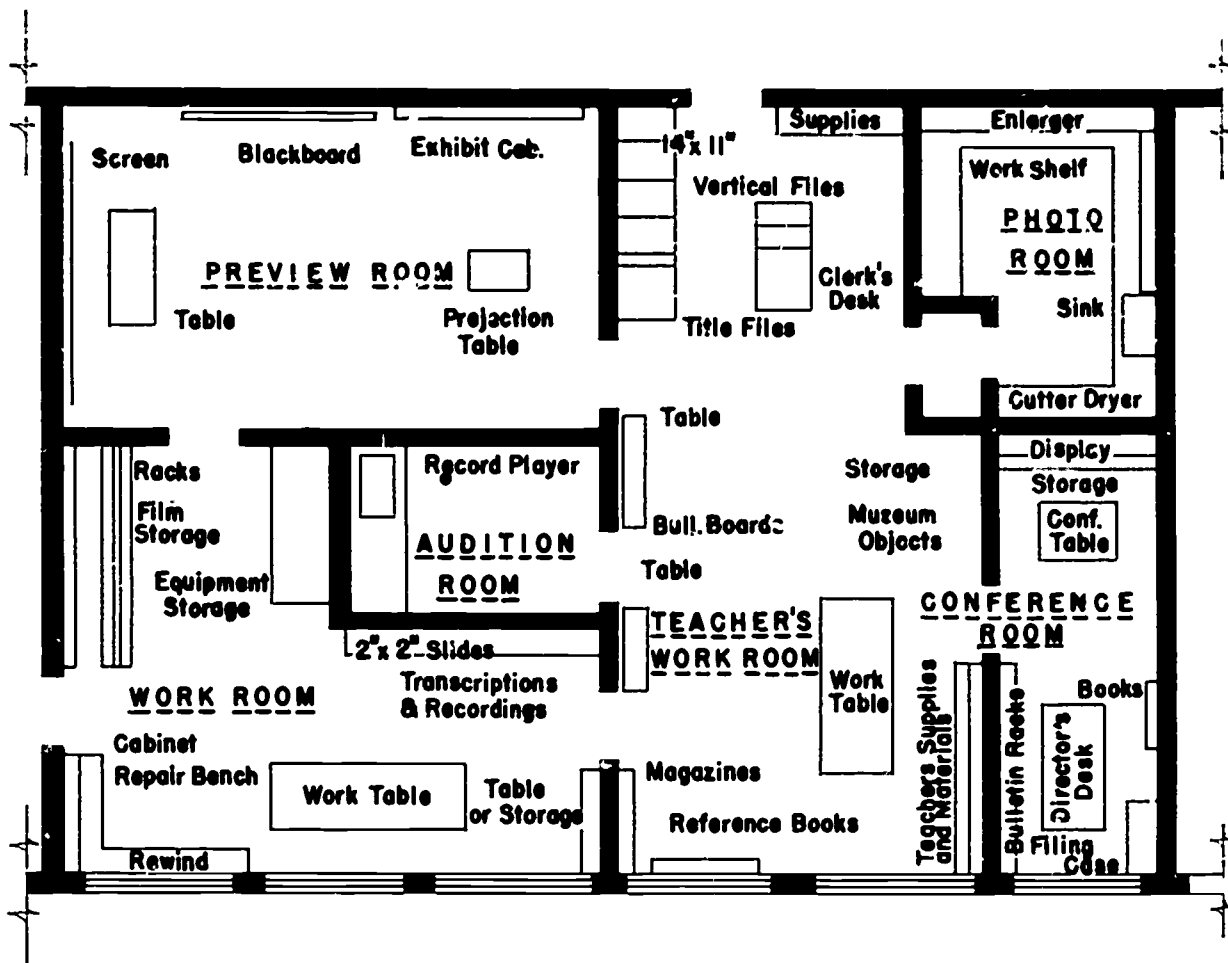 Screen
Blackboard
Exhibit Cab.
PREVIEW ROOM
Table
Projection
Table
14" x 11"
Supplies
Vertical Files
Clerk's
Desk
Title Files
Enlarger
Work Shelf
PHOTO
ROOM
Sink
Cutter Dryer
Racks
Film
Storage
Equipment
Storage
Record Player
AUDITION
ROOM
2" x 2" Slides
Transcriptions
& Recordings
WORK ROOM
Cabinet
Repair Bench
Work Table
Table
or Storage
Rewind
Table
Bull. Boards
Table
TEACHER'S
WORK ROOM
Storage
Museum
Objects
Work
Table
Magazines
Reference Books
Teachers Supplies
and Materials
Display
Storage
Conf.
Table
CONFERENCE
ROOM
Bulletin Racks
Books
Director's
Desk
Filing
Case